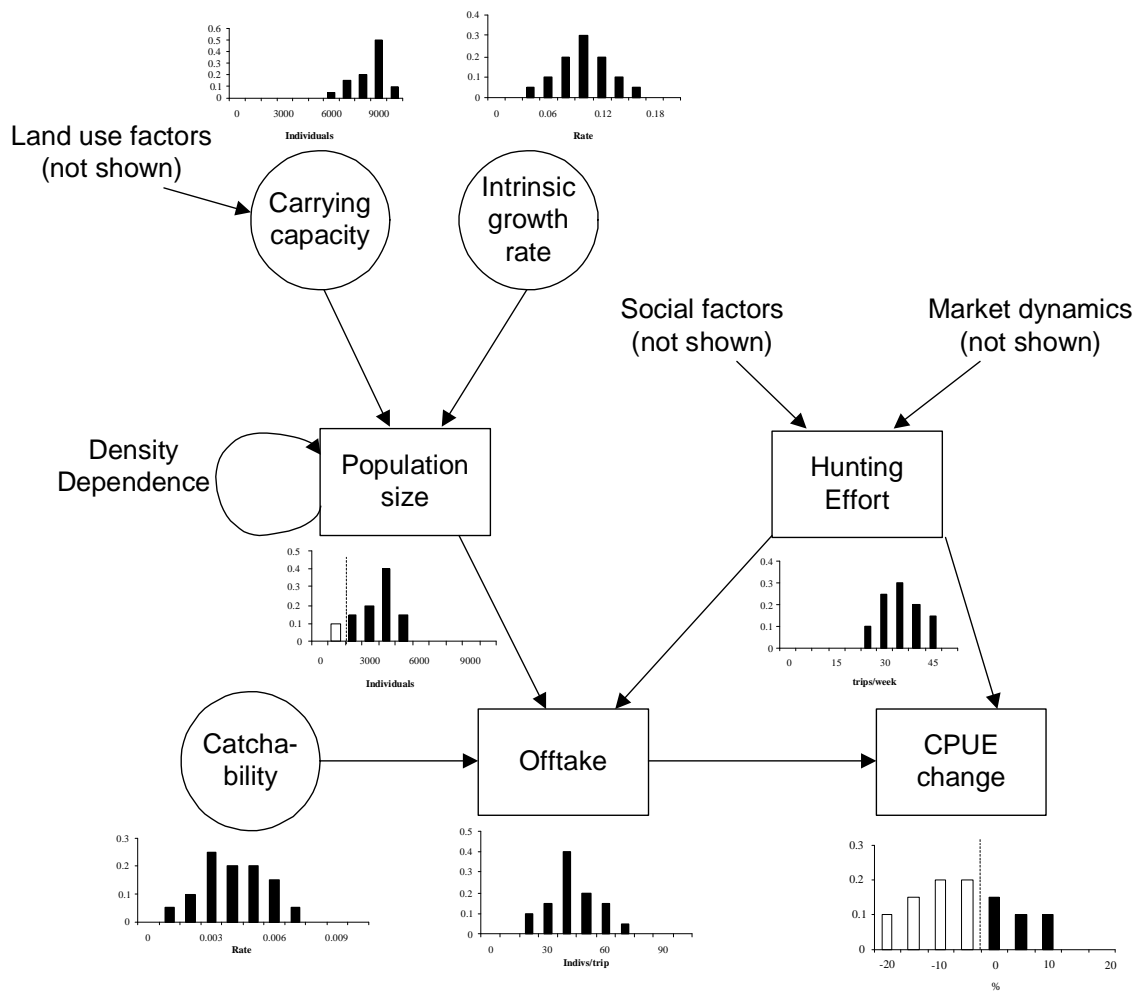 0.6
0.5
0.4
0.3
0.2
0.1
0
0 3000 6000 9000
Individuals
0.4
0.3
0.2
0.1
0
0 0.06 0.12 0.18
Rate
Land use factors
(not shown)
Carrying
capacity
Intrinsic
growth
rate
Social factors
(not shown)
Market dynamics
(not shown)
Density
Dependence
Population
size
Hunting
Effort
0.5
0.4
0.3
0.2
0.1
0
0 3000 6000 9000
Individuals
0.4
0.3
0.2
0.1
0
0 15 30 45
trips/week
Catcha-
bility
Offtake
CPUE
change
0.3
0.2
0.1
0
0 0.003 0.006 0.009
Rate
0.5
0.4
0.3
0.2
0.1
0
0 30 60 90
Indivs/trip
0.3
0.2
0.1
0
-20 -10 0 10 20
%